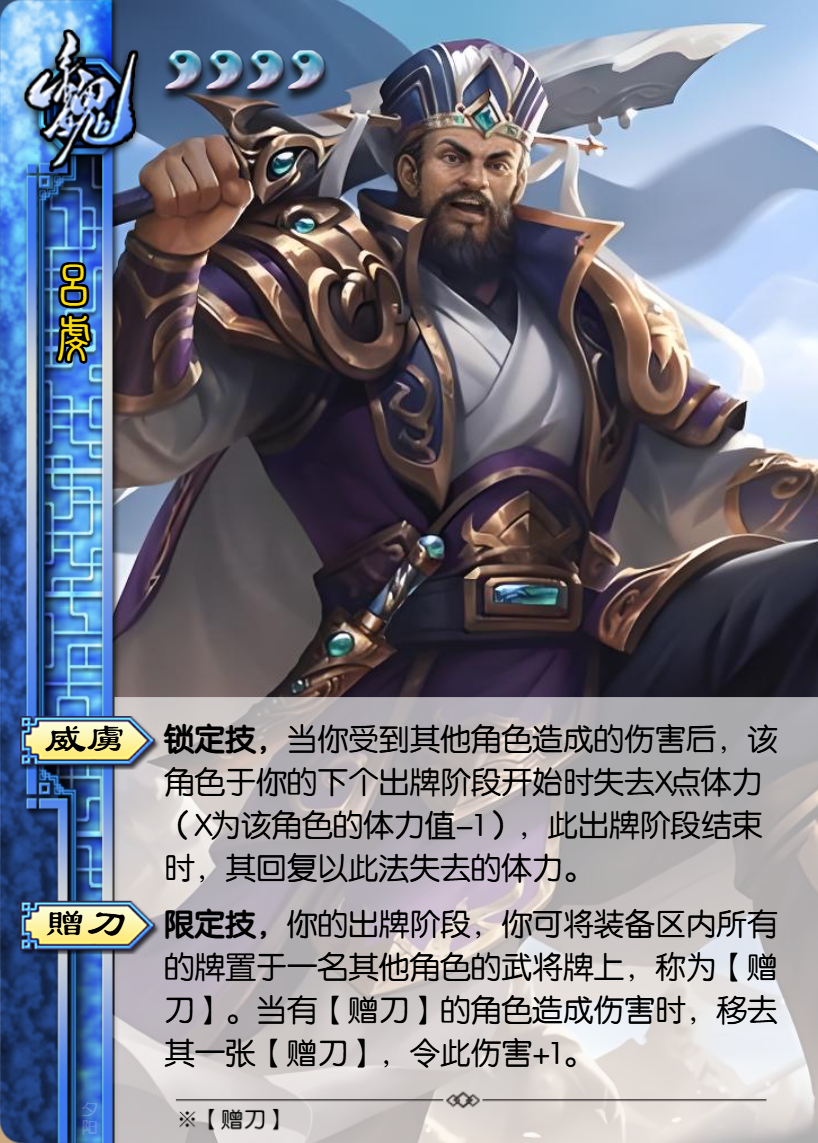 魏
呂虔
威虜
锁定技，当你受到其他角色造成的伤害后，该
角色于你的下个出牌阶段开始时失去X点体力
（X为该角色的体力值-1），此出牌阶段结束
时，其回复以此法失去的体力。
贈刀
限定技，你的出牌阶段，你可将装备区内所有
的牌置于一名其他角色的武将牌上，称为【赠
刀】。当有【赠刀】的角色造成伤害时，移去
其一张【赠刀】，令此伤害+1。
※【赠刀】
夕阳